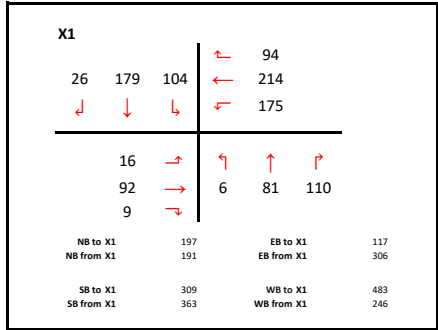 X1
94
26 179 104 214
175
16
92 6 81 110
9
NB to X1 197 EB to X1 117
NB from X1 191 EB from X1 306
SB to X1 309 WB to X1 483
SB from X1 363 WB from X1 246